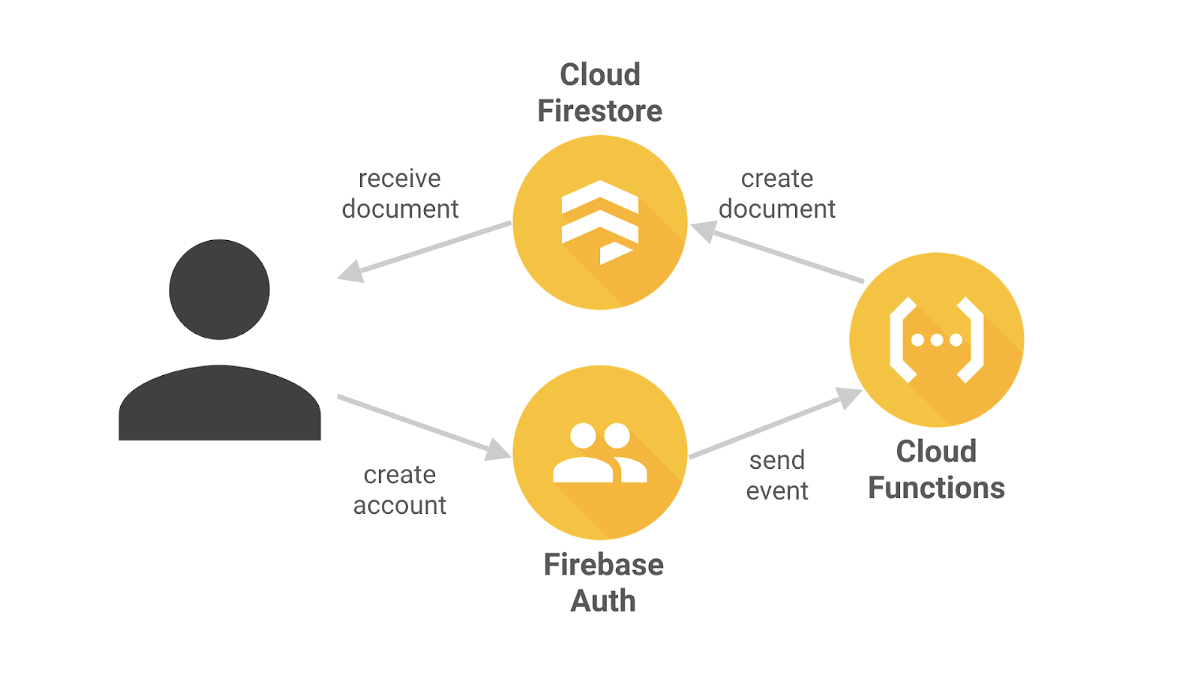 Cloud
Firestore
receive
document
create
document
create
account
send
event
Cloud
Functions
Firebase
Auth